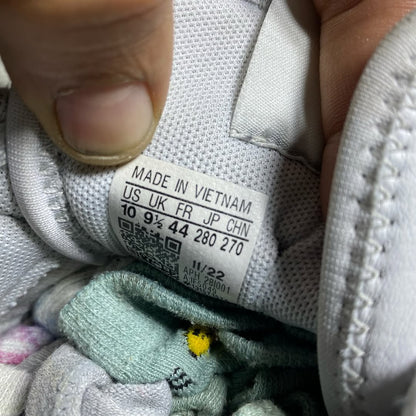 MADE IN VIETNAM
US UK FR JP CHN
10 9½ 44 280 270
11/22